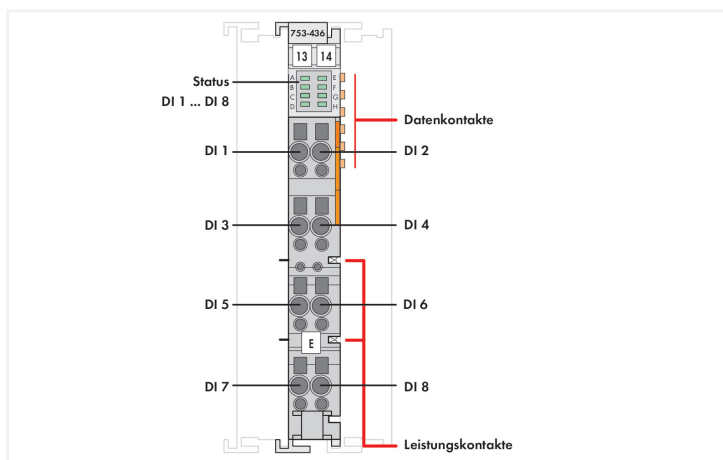 753-436
13 14
Status
DI 1 ... DI 8
A E
B F
C G
D H
Datenkontakte
DI 1 DI 2
DI 3 DI 4
DI 5 DI 6
E
DI 7 DI 8
Leistungskontakte